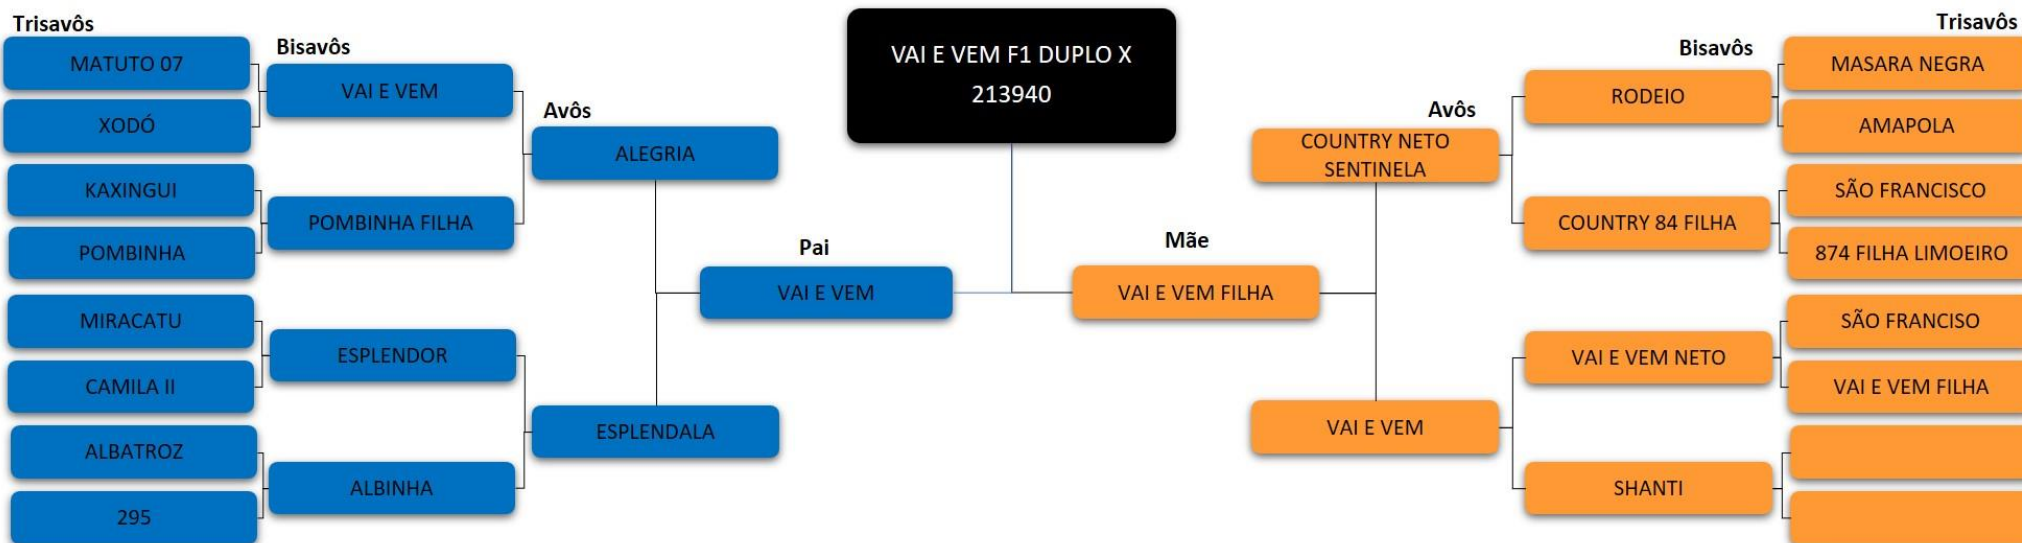 Trisavôs
MATUTO 07
XODÓ
KAXINGUI
POMBINHA
MIRACATU
CAMILA II
ALBATROZ
295
Bisavôs
VAI E VEM
POMBINHA FILHA
ESPLENDOR
ALBINHA
Avôs
ALEGRIA
ESPLENDALA
Pai
VAI E VEM
VAI E VEM F1 DUPLO X
213940
Mãe
VAI E VEM FILHA
Avôs
COUNTRY NETO
SENTINELA
VAI E VEM
Bisavôs
RODEIO
COUNTRY 84 FILHA
VAI E VEM NETO
SHANTI
Trisavôs
MASARA NEGRA
AMAPOLA
SÃO FRANCISCO
874 FILHA LIMOEIRO
SÃO FRANCISO
VAI E VEM FILHA